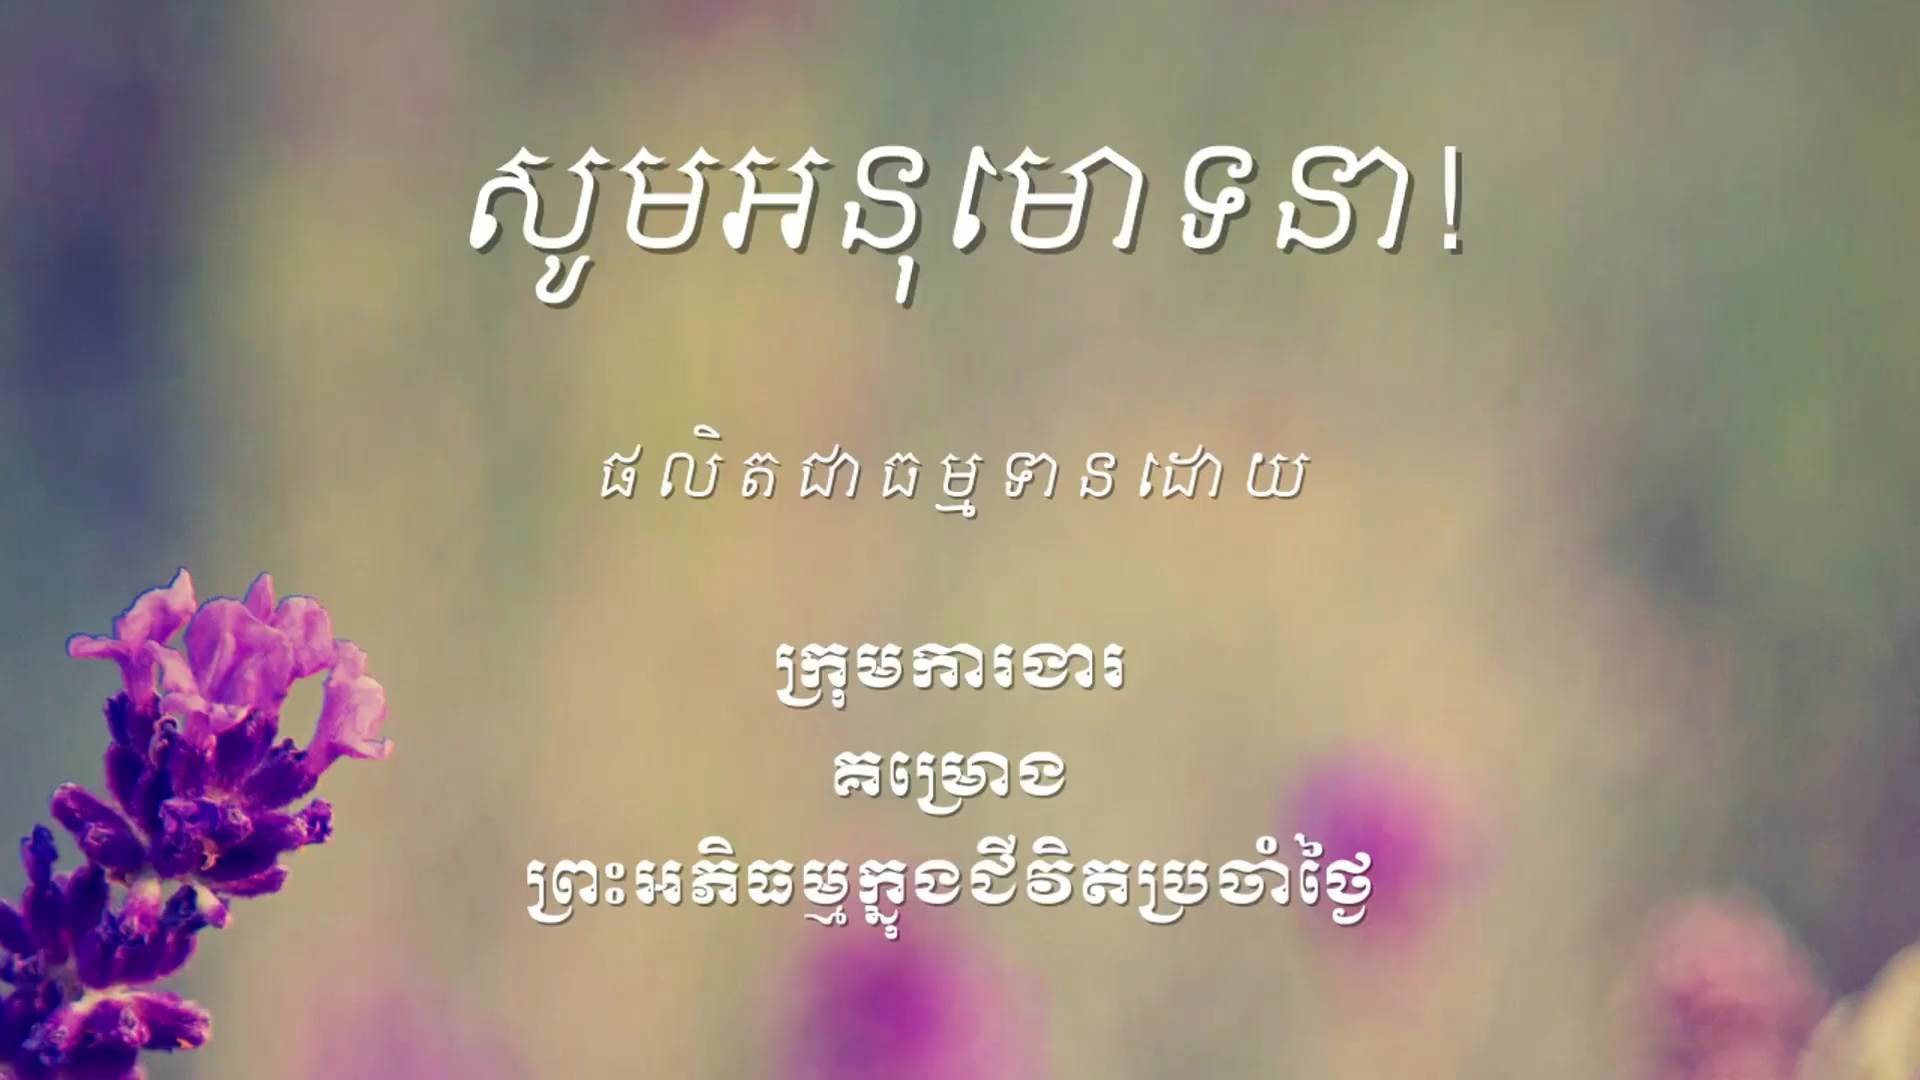 សូមអនុមោទនា!
ផលិតជាធម្មទានដោយ
ក្រុមការងារ
គម្រោង
ព្រះអភិធម្មក្នុងជីវិតប្រចាំថ្ងៃ